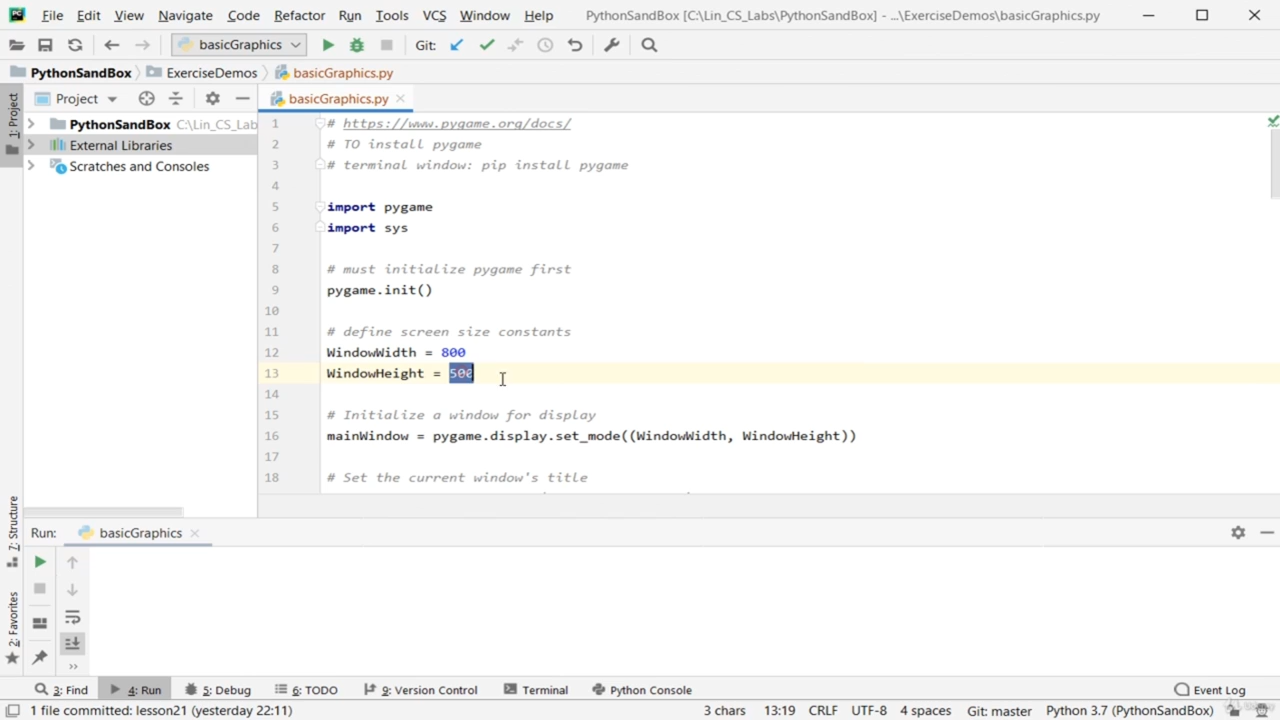 File Edit View Navigate Code Refactor Run Tools VCS Window Help PythonSandBox [C:\Lin_CS_Labs\PythonSandBox] - ...\ExerciseDemos\basicGraphics.py
basicGraphics Git:
PythonSandBox ExerciseDemos basicGraphics.py
1: Project
Project
basicGraphics.py
PythonSandBox C:\Lin_CS_Lab
External Libraries
Scratches and Consoles
1 # https://www.pygame.org/docs/
2 # TO install pygame
3 # terminal window: pip install pygame
4
5 import pygame
6 import sys
7
8 # must initialize pygame first
9 pygame.init()
10
11 # define screen size constants
12 WindowWidth = 800
13 WindowHeight = 500
14
15 # Initialize a window for display
16 mainWindow = pygame.display.set_mode((WindowWidth, WindowHeight))
17
18 # Set the current window's title
7: Structure
2: Favorites
Run: basicGraphics
3: Find 4: Run 5: Debug 6: TODO 9: Version Control Terminal Python Console Event Log
1 file committed: lesson21 (yesterday 22:11) 3 chars 13:19 CRLF UTF-8 4 spaces Git: master Python 3.7 (PythonSandBox)